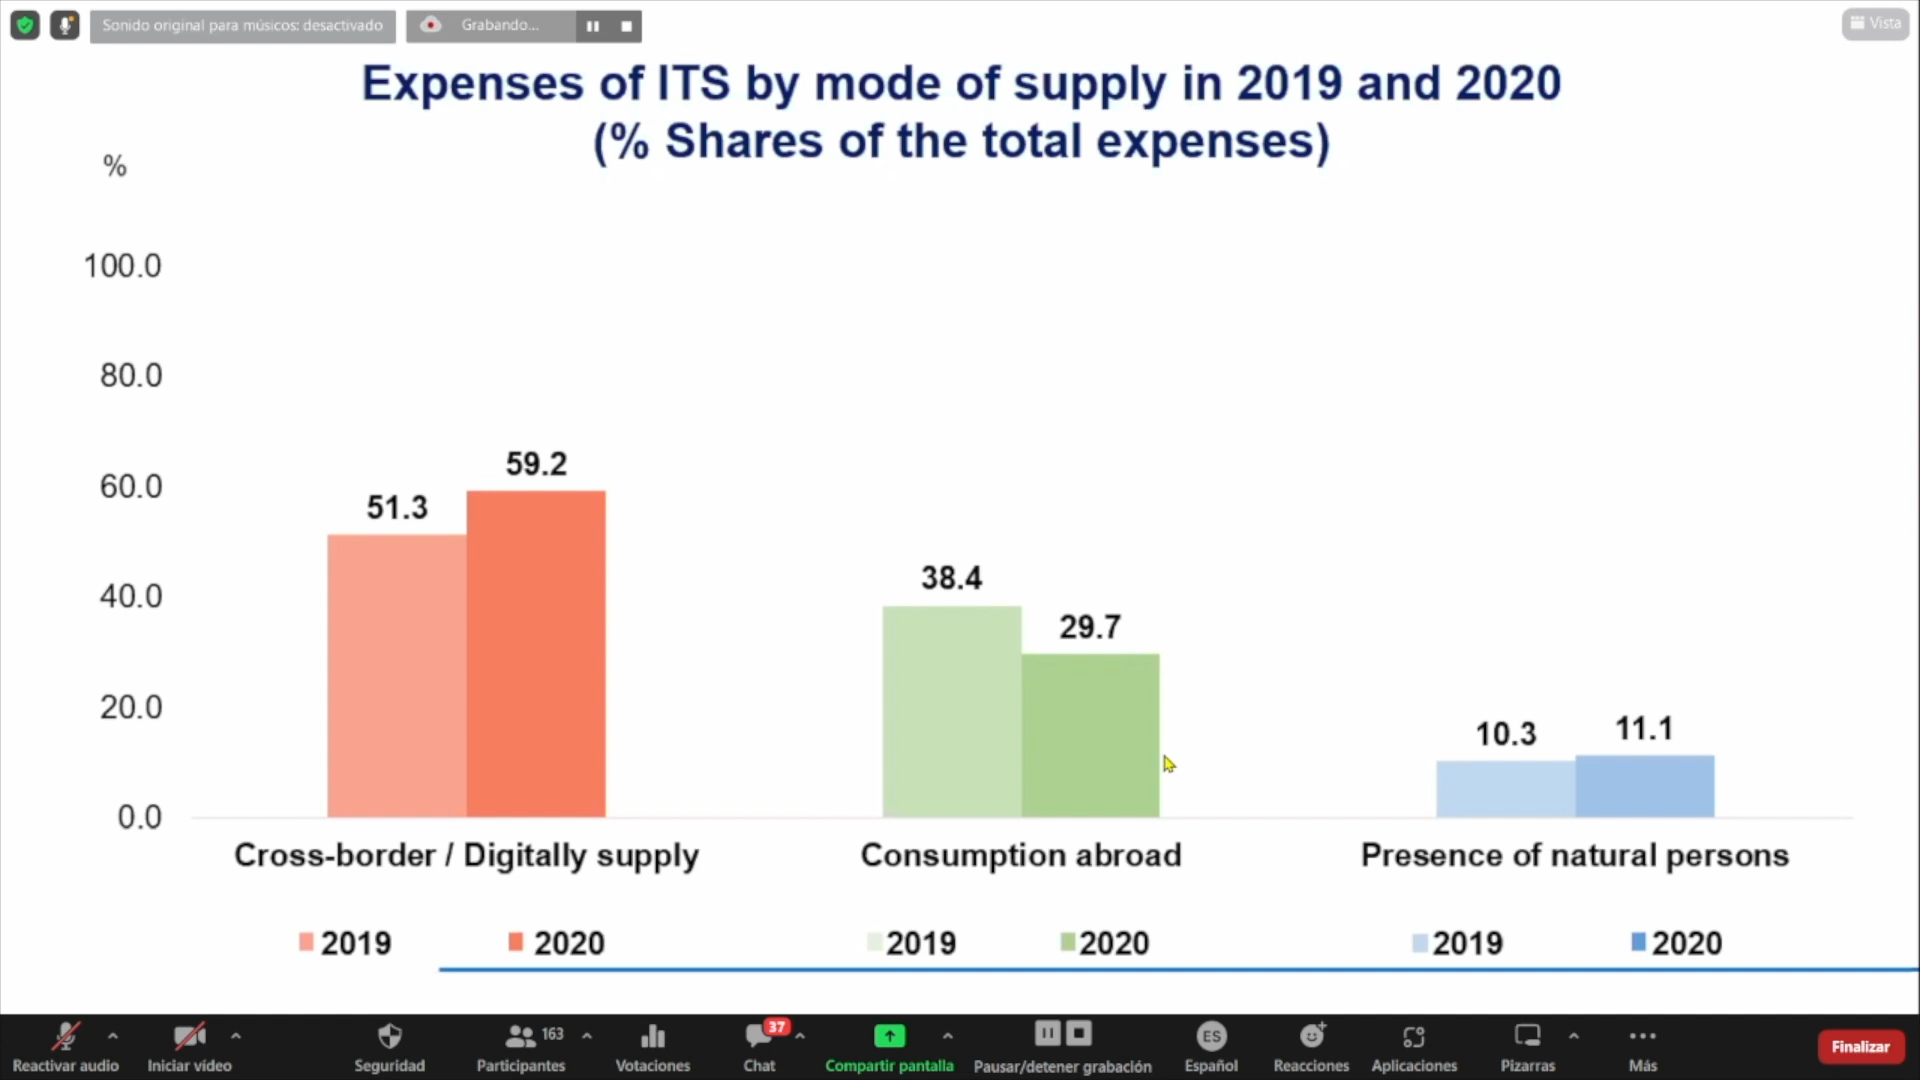 Sonido original para músicos: desactivado
Grabando...
Vista
Expenses of ITS by mode of supply in 2019 and 2020
(% Shares of the total expenses)
%
100.0
80.0
60.0
40.0
20.0
0.0
51.3
59.2
38.4
29.7
10.3
11.1
Cross-border / Digitally supply
Consumption abroad
Presence of natural persons
2019
2020
2019
2020
2019
2020
163
37
ES
Reactivar audio
Iniciar vídeo
Seguridad
Participantes
Votaciones
Chat
Compartir pantalla
Pausar/detener grabación
Español
Reacciones
Aplicaciones
Pizarras
Más
Finalizar